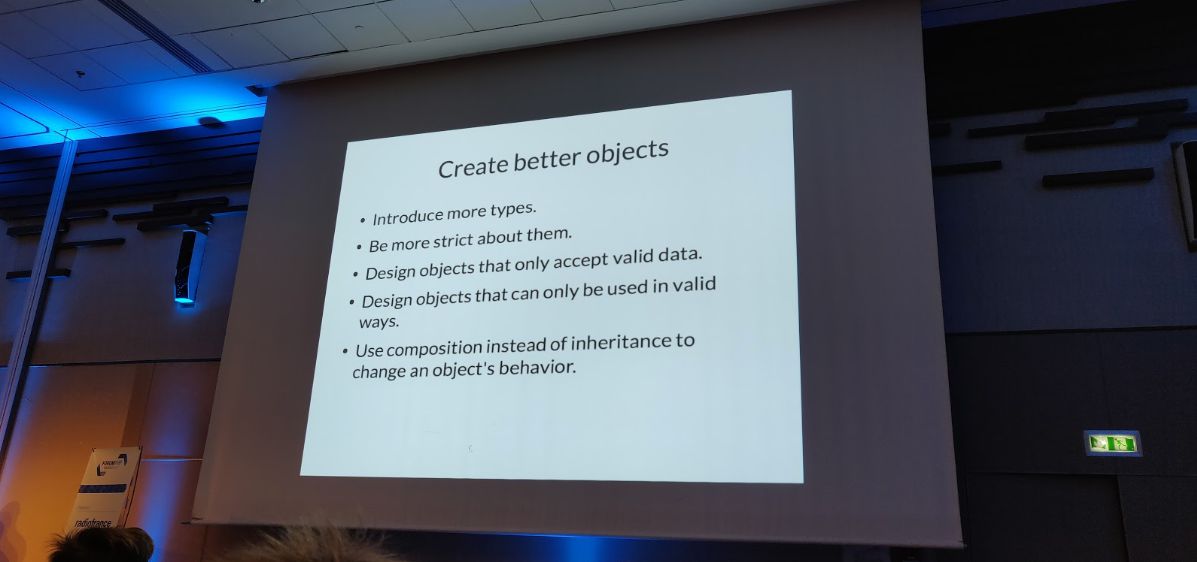 Create better objects
• Introduce more types.
• Be more strict about them.
• Design objects that only accept valid data.
• Design objects that can only be used in valid
ways.
• Use composition instead of inheritance to
change an object's behavior.
radiofrance